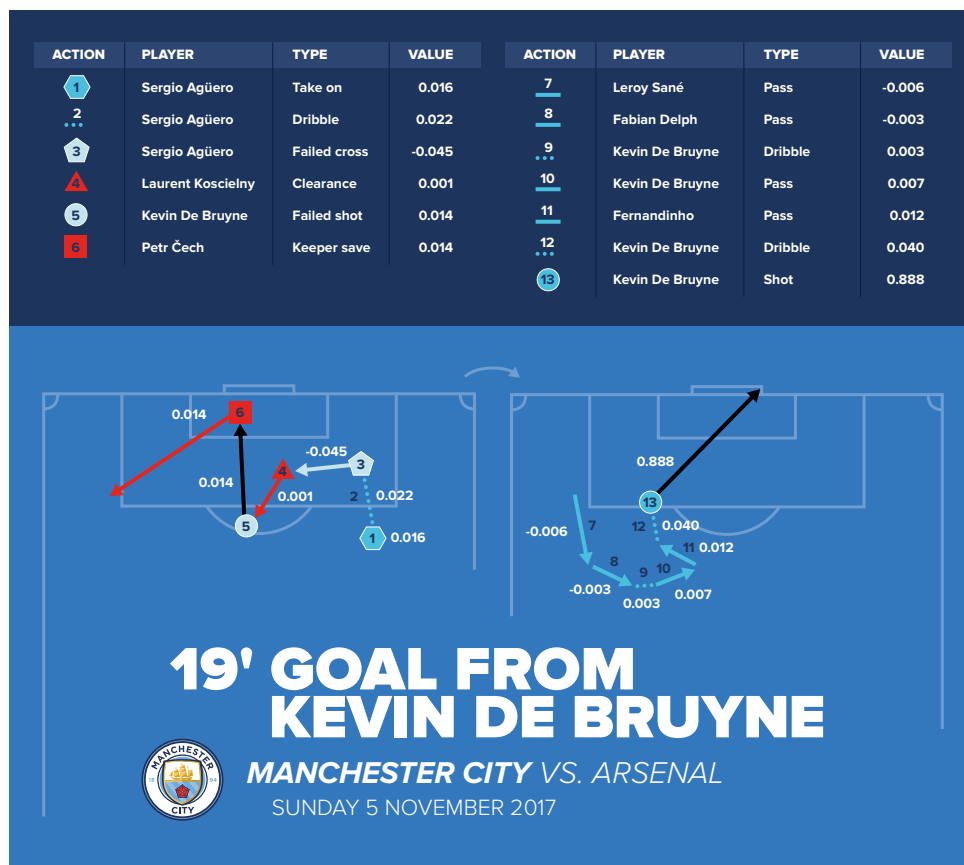 ACTION PLAYER TYPE VALUE
1 Sergio Agüero Take on 0.016
2 Sergio Agüero Dribble 0.022
3 Sergio Agüero Failed cross -0.045
4 Laurent Koscielny Clearance 0.001
5 Kevin De Bruyne Failed shot 0.014
6 Petr Čech Keeper save 0.014
ACTION PLAYER TYPE VALUE
7 Leroy Sané Pass -0.006
8 Fabian Delph Pass -0.003
9 Kevin De Bruyne Dribble 0.003
10 Kevin De Bruyne Pass 0.007
11 Fernandinho Pass 0.012
12 Kevin De Bruyne Dribble 0.040
13 Kevin De Bruyne Shot 0.888
0.014 6
-0.045
4 3
0.014
0.001 2 0.022
5
1 0.016
0.888
13
-0.006 7 12 0.040
11 0.012
8 9 10
-0.003 0.003 0.007
19' GOAL FROM
KEVIN DE BRUYNE
MANCHESTER
18 94
CITY
MANCHESTER CITY VS. ARSENAL
SUNDAY 5 NOVEMBER 2017